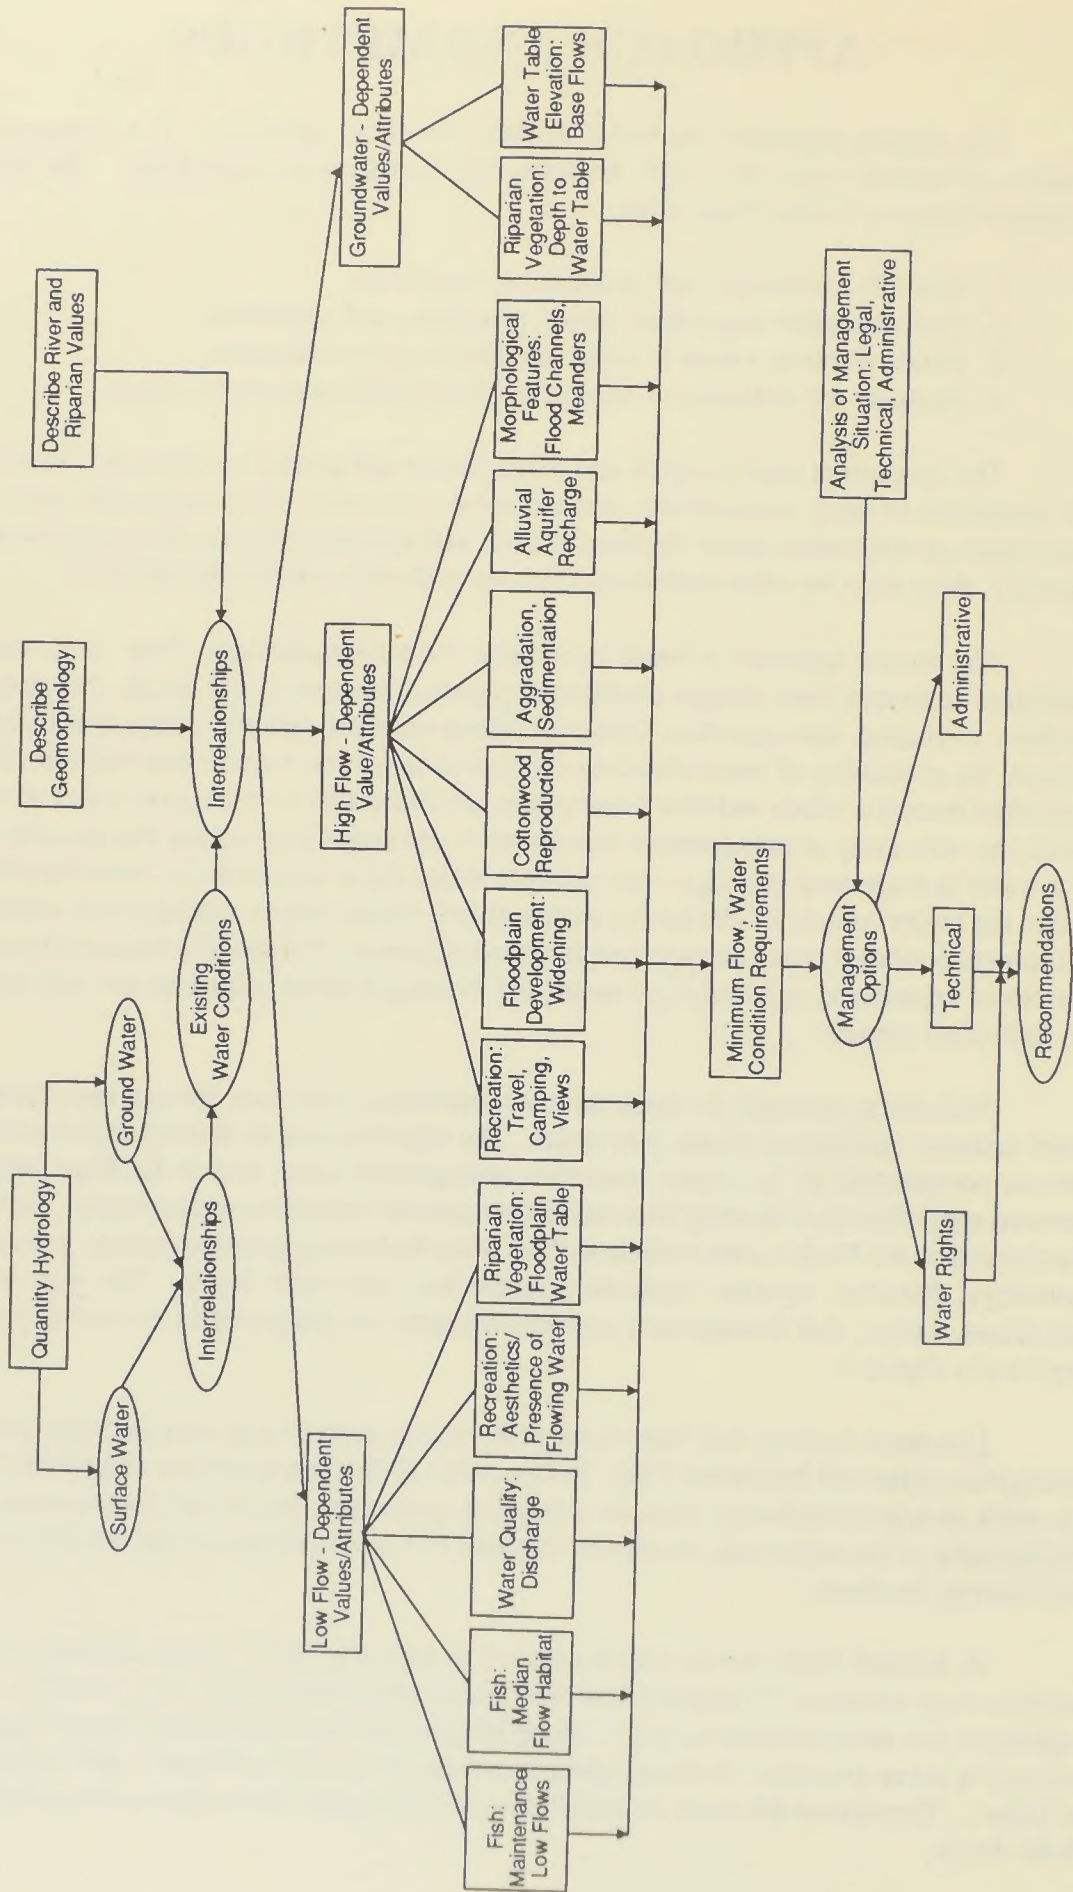 Quantity Hydrology
Surface Water
Ground Water
Interrelationships
Existing
Water Conditions
Describe
Geomorphology
Describe River and
Riparian Values
Interrelationships
Low Flow - Dependent
Values/Attributes
High Flow - Dependent
Value/Attributes
Groundwater - Dependent
Values/Attributes
Fish:
Maintenance
Low Flows
Fish:
Median
Flow Habitat
Water Quality:
Discharge
Recreation:
Aesthetics/
Presence of
Flowing Water
Riparian
Vegetation:
Floodplain
Water Table
Recreation:
Travel,
Camping,
Views
Floodplain
Development:
Widening
Cottonwood
Reproduction
Aggradation,
Sedimentation
Alluvial
Aquifer
Recharge
Morphological
Features:
Flood Channels,
Meanders
Riparian
Vegetation:
Depth to
Water Table
Water Table
Elevation:
Base Flows
Minimum Flow, Water
Condition Requirements
Analysis of Management
Situation: Legal,
Technical, Administrative
Management
Options
Water Rights
Technical
Administrative
Recommendations